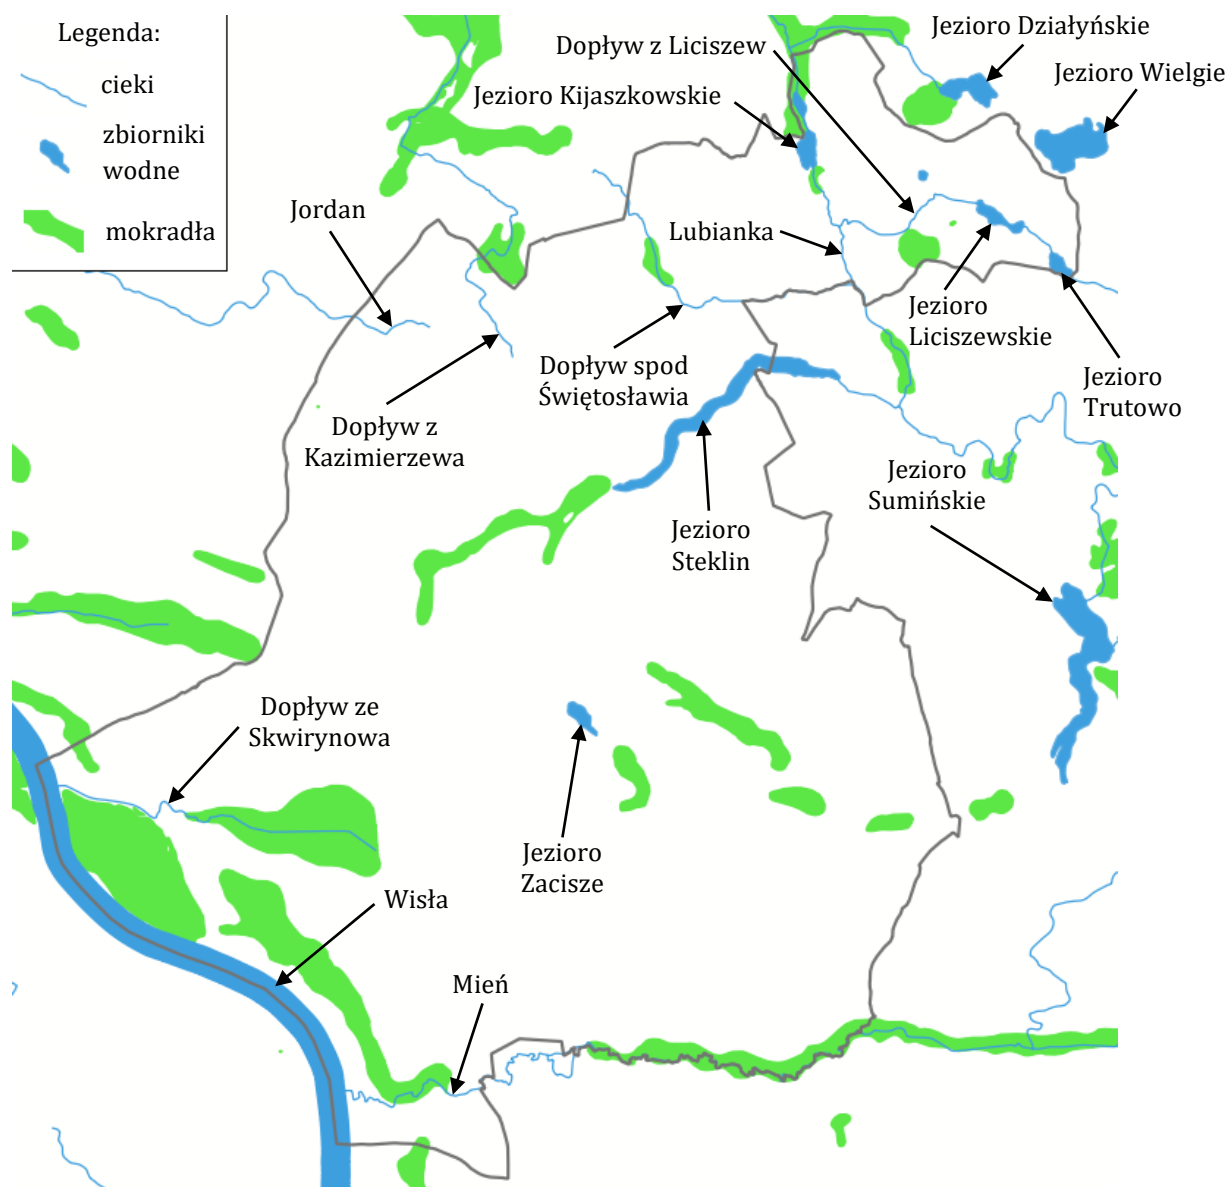 Legenda:
cieki
zbiorniki
wodne
mokradła
Jezioro Działyńskie
Dopływ z Liciszew
Jezioro Wielgie
Jezioro Kijaszkowskie
Jordan
Lubianka
Jezioro
Liciszewskie
Dopływ spod
Świętosławia
Jezioro
Trutowo
Dopływ z
Kazimierzewa
Jezioro
Sumińskie
Jezioro
Steklin
Dopływ ze
Skwirynowa
Jezioro
Zacisze
Wisła
Mień